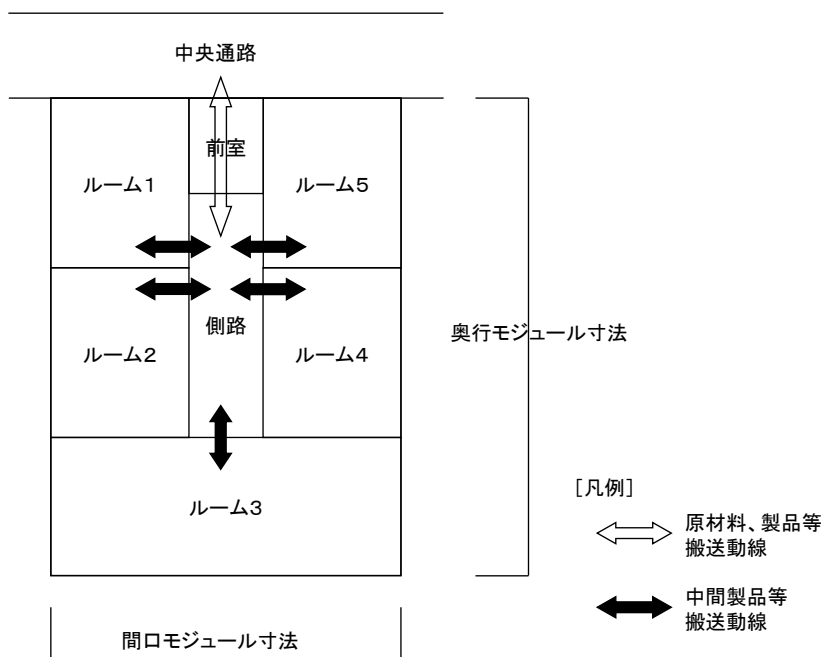 中央通路
前室
ルーム1
ルーム5
側路
ルーム2
ルーム4
奥行モジュール寸法
ルーム3
[凡例]
原材料、製品等
搬送動線
中間製品等
搬送動線
間口モジュール寸法